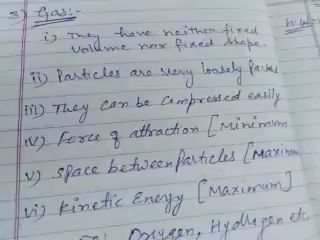 3) Gas:-
i) They have neither fixed
volume nor fixed shape.
ii) Particles are very loosely
iii) They can be compressed easily
iv) Force of attraction [Minimum
v) Space between Particles [Maxim
vi) Kinetic Energy [Maximum]
Oxygen, Hydrogen etc